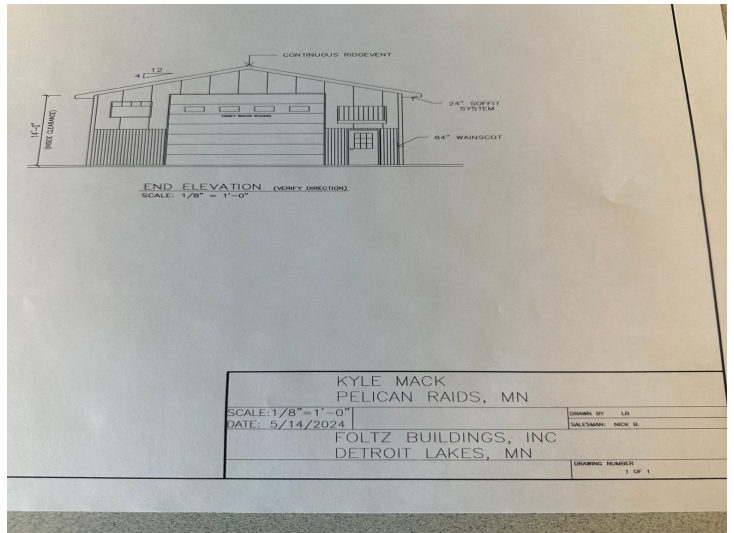 CONTINUOUS RIDGEVENT
12
4
24" SOFFIT
SYSTEM
14'-0"
(INSIDE CLEARANCE)
84" WAINSCOT
END ELEVATION (VERIFY DIRECTION)
SCALE: 1/8" = 1'-0"
KYLE MACK
PELICAN RAIDS, MN
SCALE:1/8"=1'-0"
DATE: 5/14/2024
DRAWN BY LB
SALESMAN: NICK B.
FOLTZ BUILDINGS, INC
DETROIT LAKES, MN
DRAWING NUMBER
1 OF 1